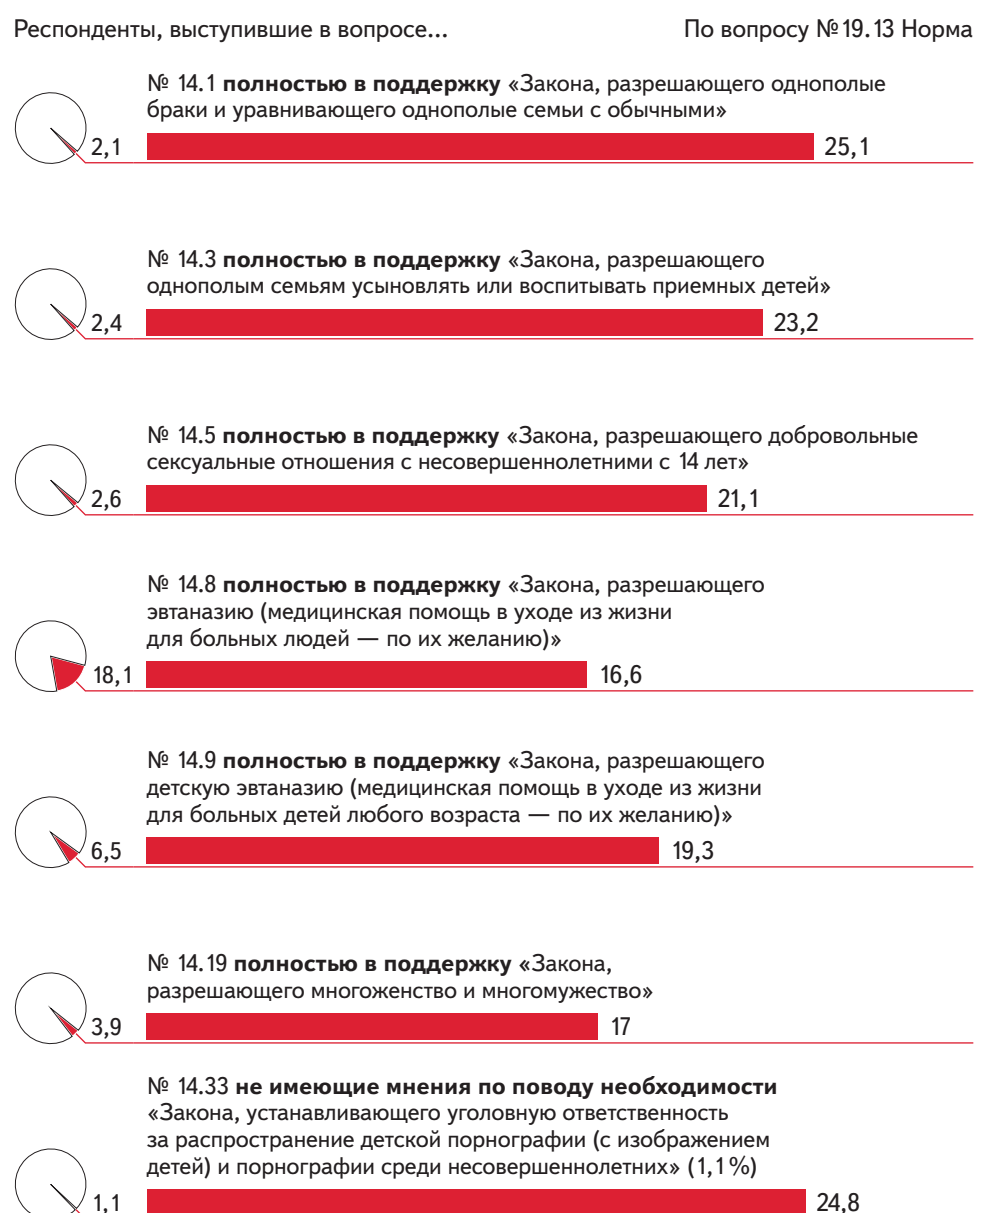 Респонденты, выступившие в вопросе...
По вопросу №19.13 Норма
№ 14.1 полностью в поддержку «Закона, разрешающего однополые
браки и уравнивающего однополые семьи с обычными»
2,1
25,1
№ 14.3 полностью в поддержку «Закона, разрешающего
однополым семьям усыновлять или воспитывать приемных детей»
2,4
23,2
№ 14.5 полностью в поддержку «Закона, разрешающего добровольные
сексуальные отношения с несовершеннолетними с 14 лет»
2,6
21,1
№ 14.8 полностью в поддержку «Закона, разрешающего
эвтаназию (медицинская помощь в уходе из жизни
для больных людей — по их желанию)»
18,1
16,6
№ 14.9 полностью в поддержку «Закона, разрешающего
детскую эвтаназию (медицинская помощь в уходе из жизни
для больных детей любого возраста — по их желанию)»
6,5
19,3
№ 14.19 полностью в поддержку «Закона,
разрешающего многоженство и многомужество»
3,9
17
№ 14.33 не имеющие мнения по поводу необходимости
«Закона, устанавливающего уголовную ответственность
за распространение детской порнографии (с изображением
детей) и порнографии среди несовершеннолетних» (1,1%)
1,1
24,8